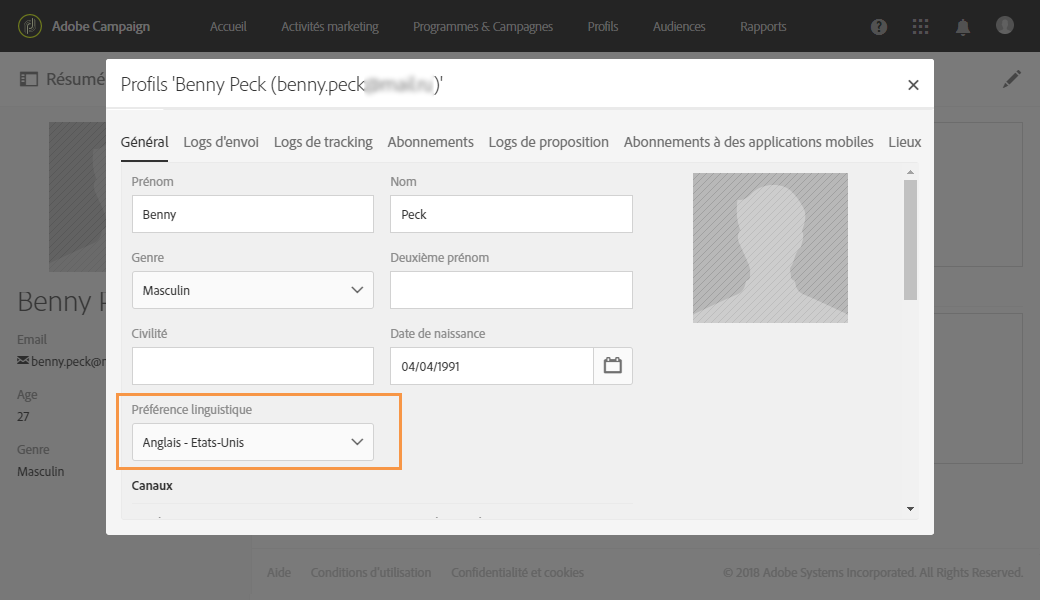 Adobe Campaign Accueil Activités marketing Programmes & Campagnes Profils Audiences Rapports
Résumé
Profils 'Benny Peck (benny.peck )'
Général Logs d'envoi Logs de tracking Abonnements Logs de proposition Abonnements à des applications mobiles Lieux
Prénom Nom
Benny Peck
Genre Deuxième prénom
Masculin
Civilité Date de naissance
04/04/1991
Préférence linguistique
Anglais - Etats-Unis
Canaux
Benny
Email
benny.peck@
Age
27
Genre
Masculin
Aide Conditions d'utilisation Confidentialité et cookies © 2018 Adobe Systems Incorporated. All Rights Reserved.